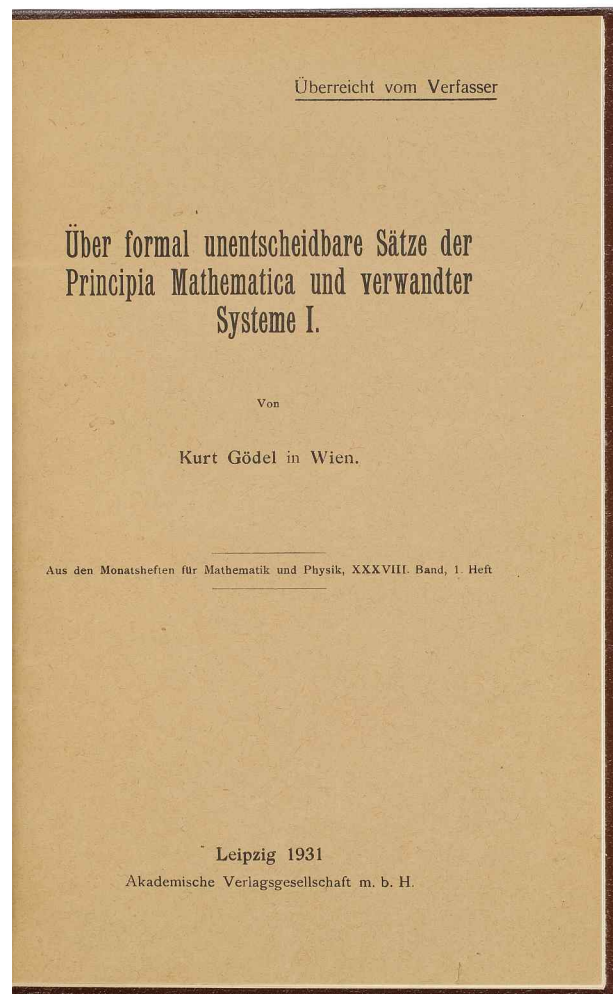 Überreicht vom Verfasser
Über formal unentscheidbare Sätze der
Principia Mathematica und verwandter
Systeme I.
Von
Kurt Gödel in Wien.
Aus den Monatsheften für Mathematik und Physik, XXXVIII. Band, 1. Heft
Leipzig 1931
Akademische Verlagsgesellschaft m. b. H.